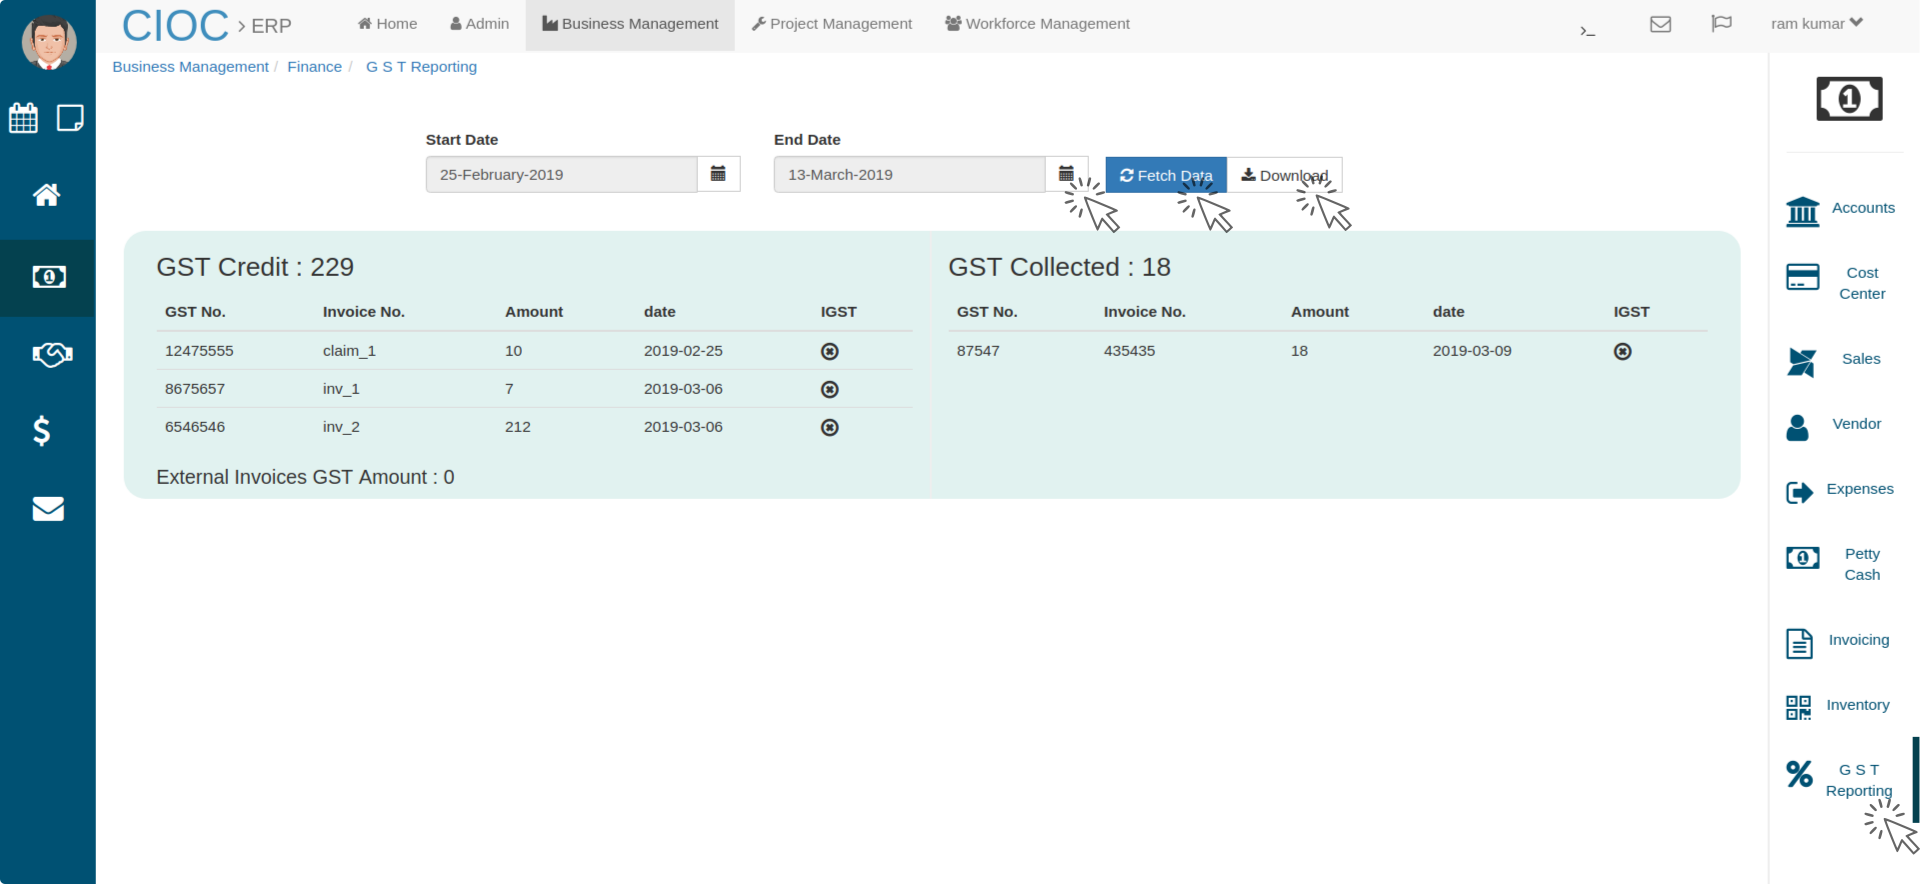 CIOC > ERP
Home
Admin
Business Management
Project Management
Workforce Management
>_
ram kumar
Business Management / Finance / G S T Reporting
Start Date
End Date
25-February-2019
13-March-2019
Fetch Data
Download
GST Credit : 229
GST No. Invoice No. Amount date IGST
12475555 claim_1 10 2019-02-25
8675657 inv_1 7 2019-03-06
6546546 inv_2 212 2019-03-06
External Invoices GST Amount : 0
GST Collected : 18
GST No. Invoice No. Amount date IGST
87547 435435 18 2019-03-09
1
Accounts
Cost
Center
Sales
Vendor
Expenses
Petty
Cash
Invoicing
Inventory
G S T
Reporting